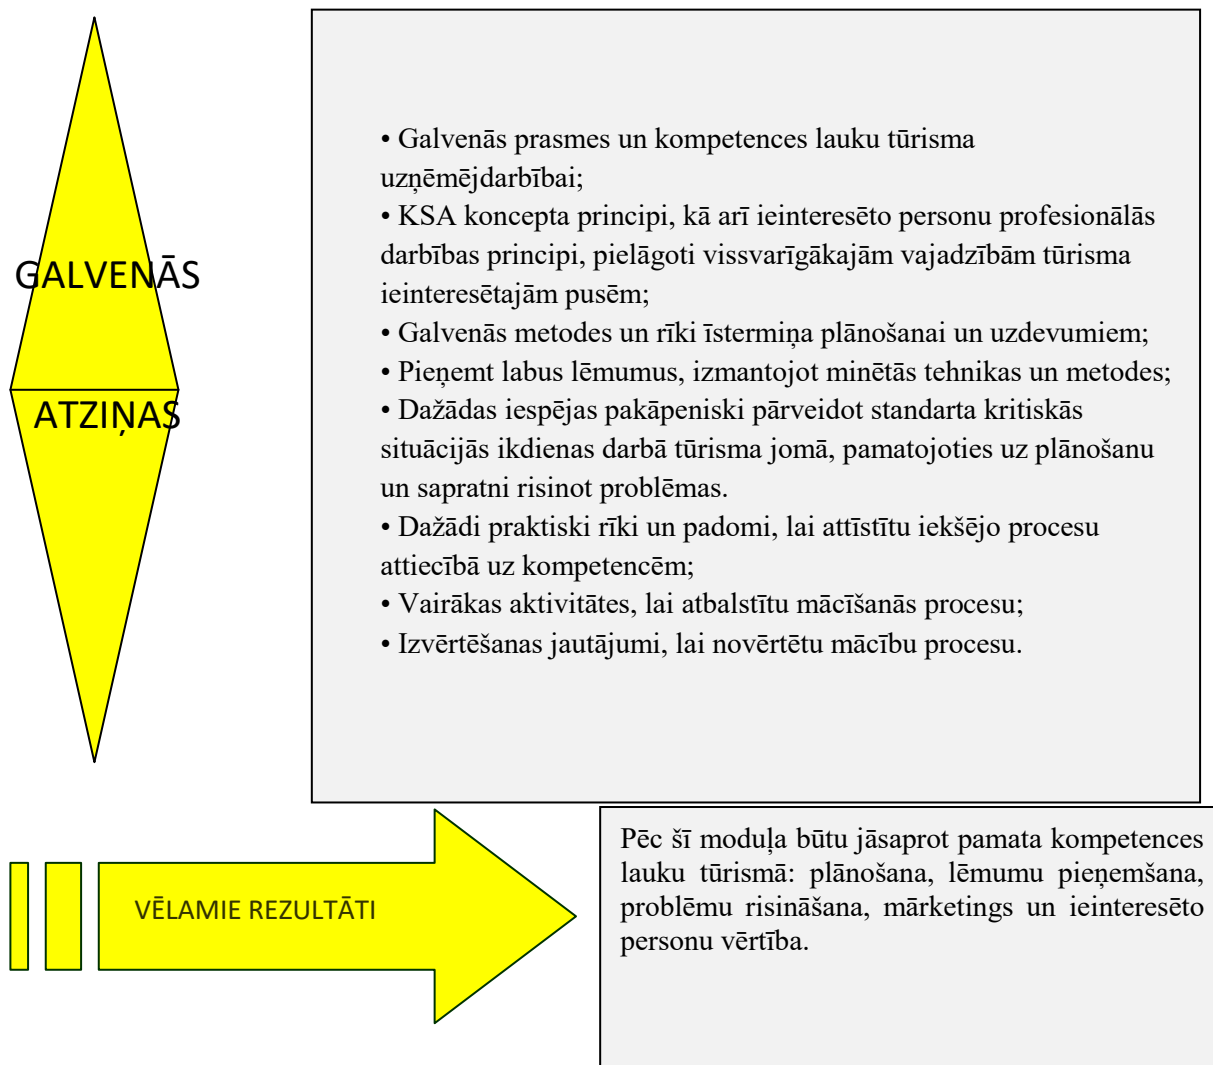 GALVENĀS
ATZIŅAS
• Galvenās prasmes un kompetences lauku tūrisma
uzņēmējdarbībai;
• KSA koncepta principi, kā arī ieinteresēto personu profesionālās
darbības principi, pielāgoti vissvarīgākajām vajadzībām tūrisma
ieinteresētajām pusēm;
• Galvenās metodes un rīki īstermiņa plānošanai un uzdevumiem;
• Pieņemt labus lēmumus, izmantojot minētās tehnikas un metodes;
• Dažādas iespējas pakāpeniski pārveidot standarta kritiskās
situācijās ikdienas darbā tūrisma jomā, pamatojoties uz plānošanu
un sapratni risinot problēmas.
• Dažādi praktiski rīki un padomi, lai attīstītu iekšējo procesu
attiecībā uz kompetencēm;
• Vairākas aktivitātes, lai atbalstītu mācīšanās procesu;
• Izvērtēšanas jautājumi, lai novērtētu mācību procesu.
VĒLAMIE REZULTĀTI
Pēc šī moduļa būtu jāsaprot pamata kompetences
lauku tūrismā: plānošana, lēmumu pieņemšana,
problēmu risināšana, mārketings un ieinteresēto
personu vērtība.